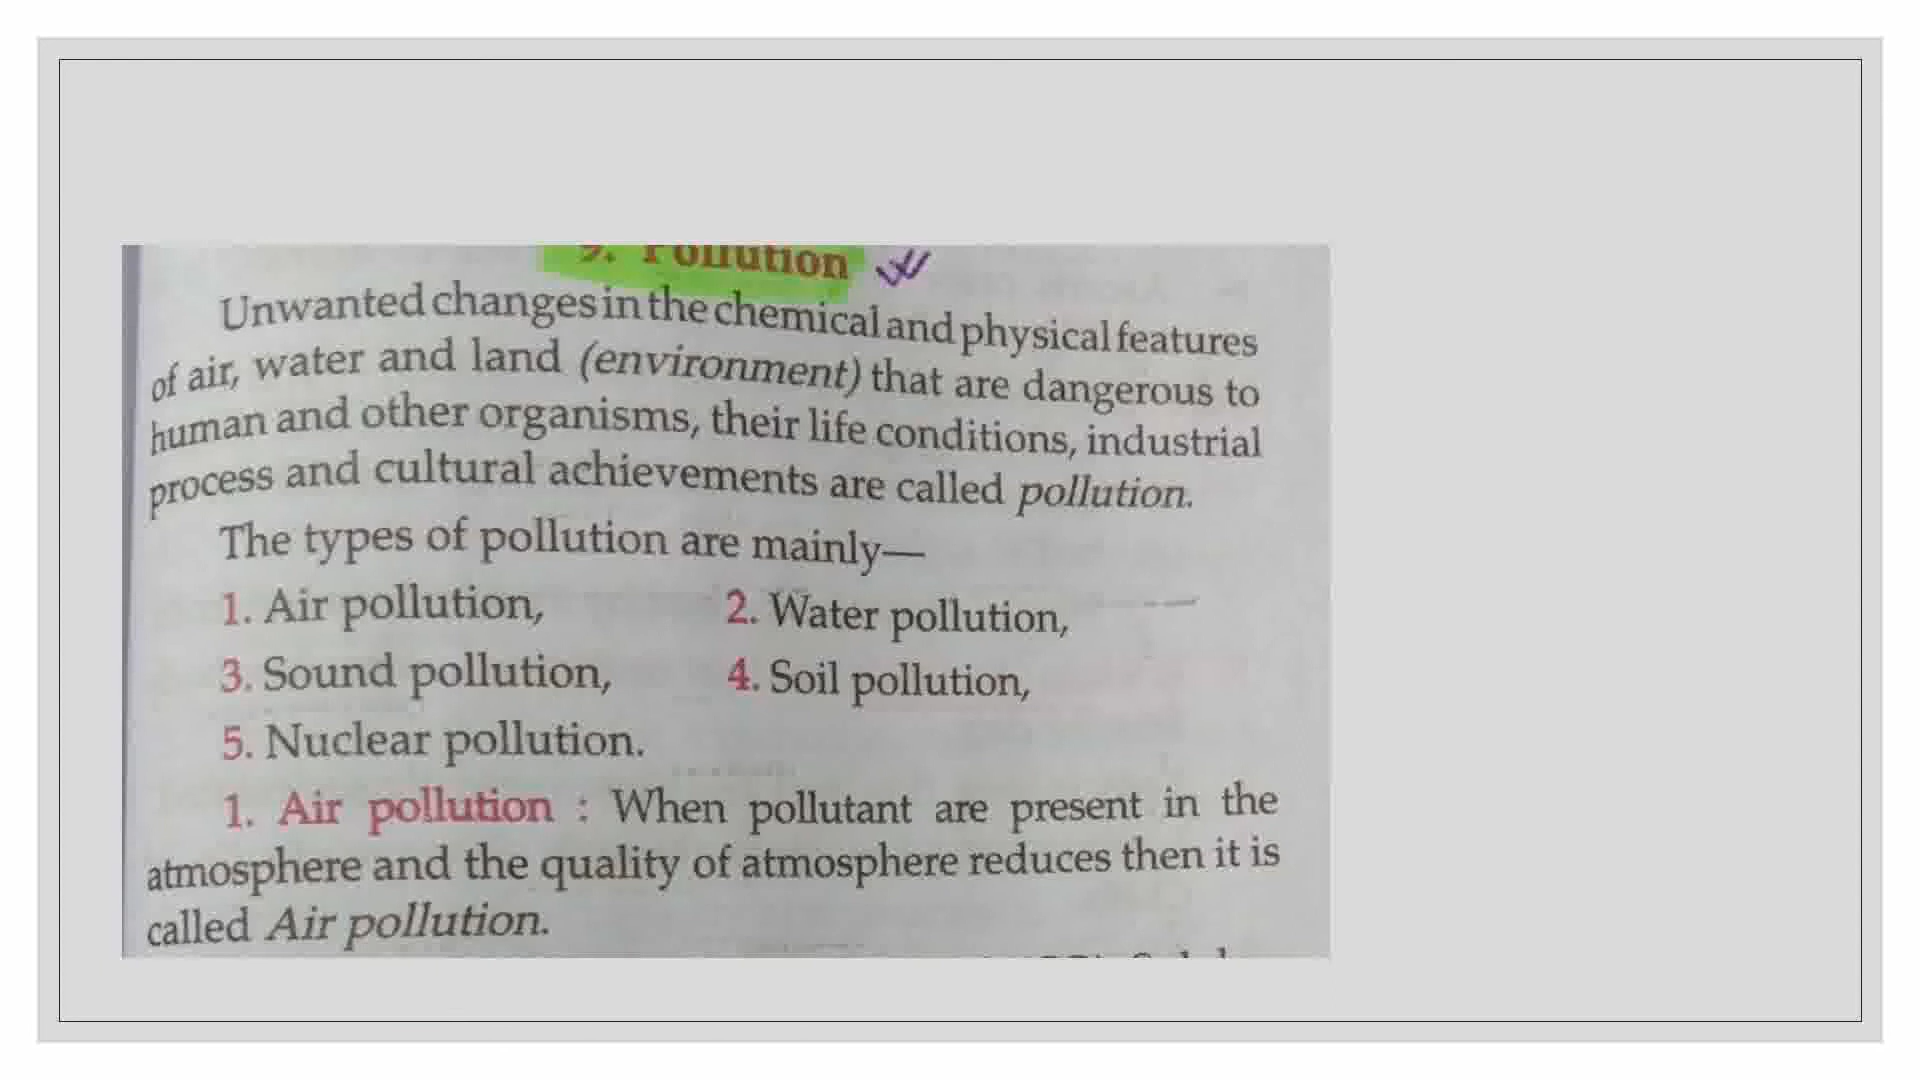 9. Pollution
Unwanted changes in the chemical and physical features
of air, water and land (environment) that are dangerous to
human and other organisms, their life conditions, industrial
process and cultural achievements are called pollution.
The types of pollution are mainly—
1. Air pollution, 2. Water pollution,
3. Sound pollution, 4. Soil pollution,
5. Nuclear pollution.
1. Air pollution : When pollutant are present in the
atmosphere and the quality of atmosphere reduces then it is
called Air pollution.